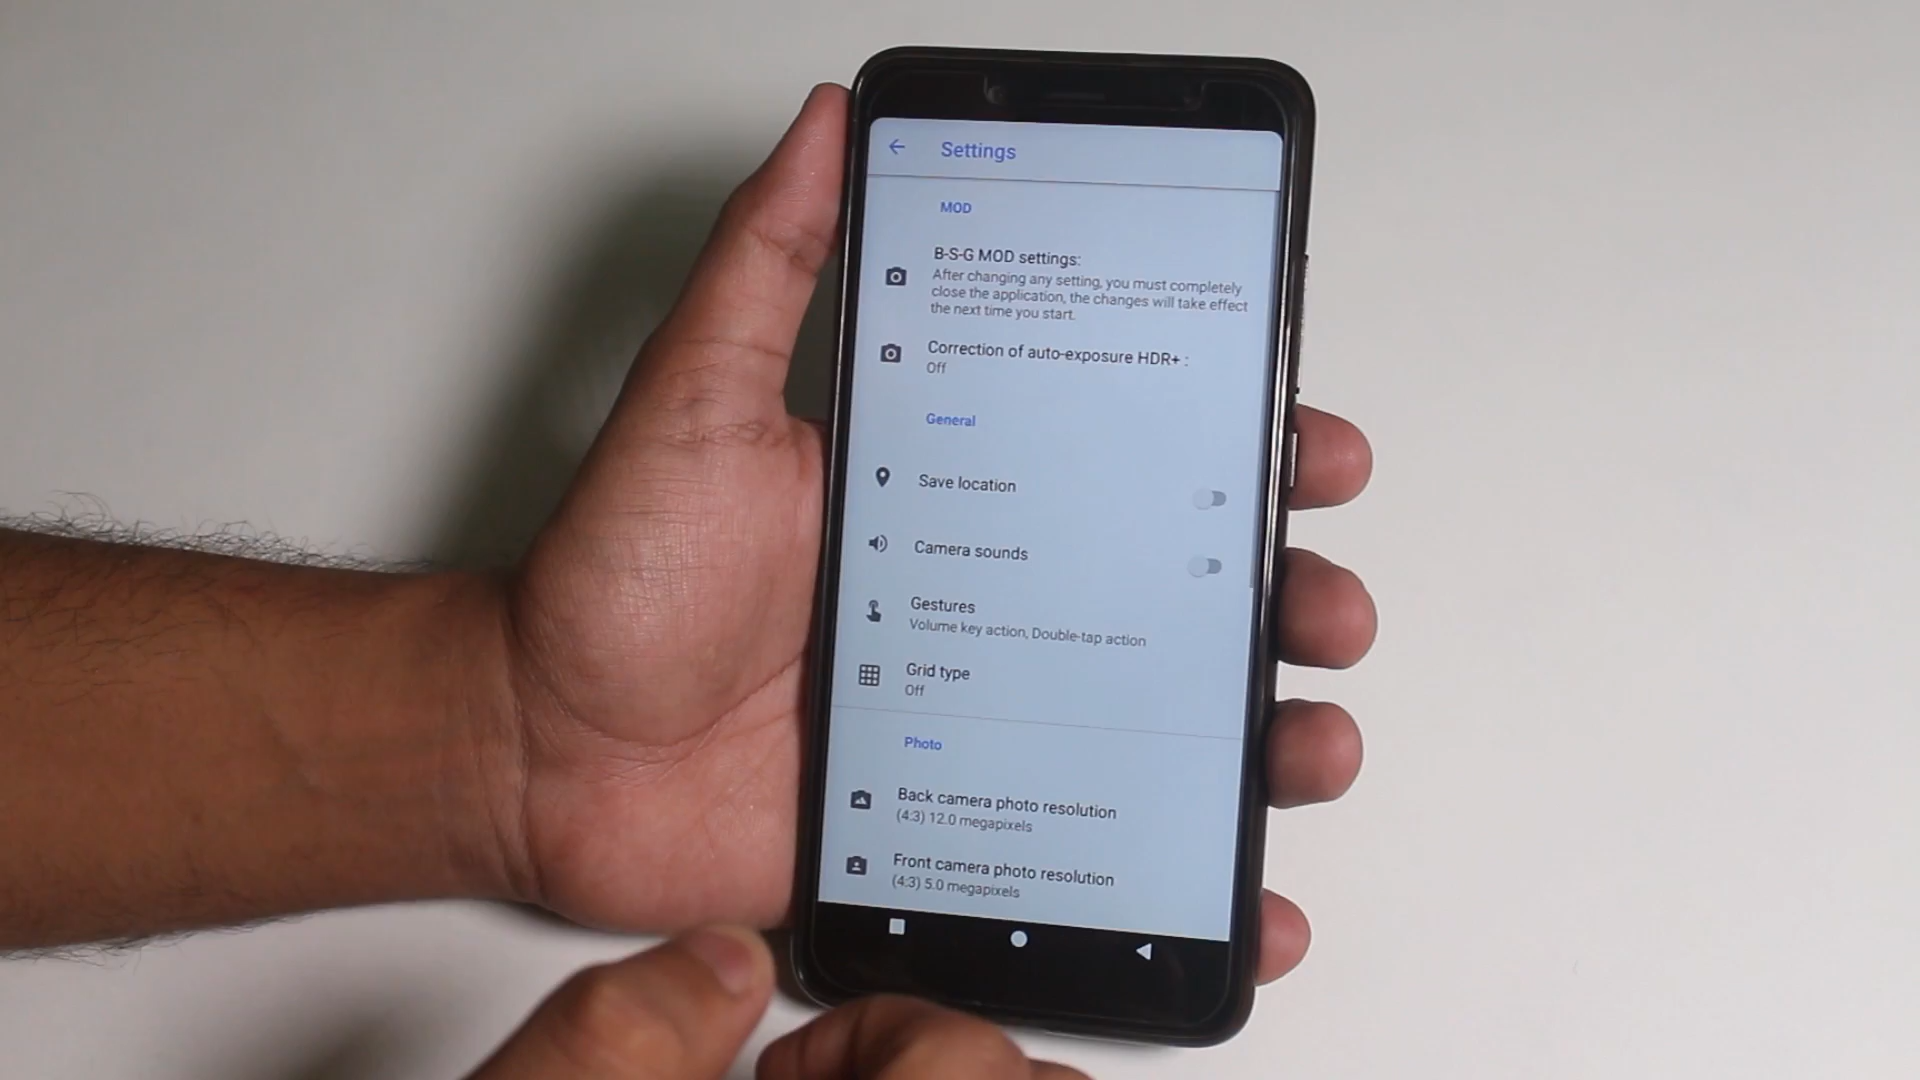 Settings
MOD
B-S-G MOD settings:
After changing any setting, you must completely
close the application, the changes will take effect
the next time you start.
Correction of auto-exposure HDR+ :
Off
General
Save location
Camera sounds
Gestures
Volume key action, Double-tap action
Grid type
Off
Photo
Back camera photo resolution
(4:3) 12.0 megapixels
Front camera photo resolution
(4:3) 5.0 megapixels